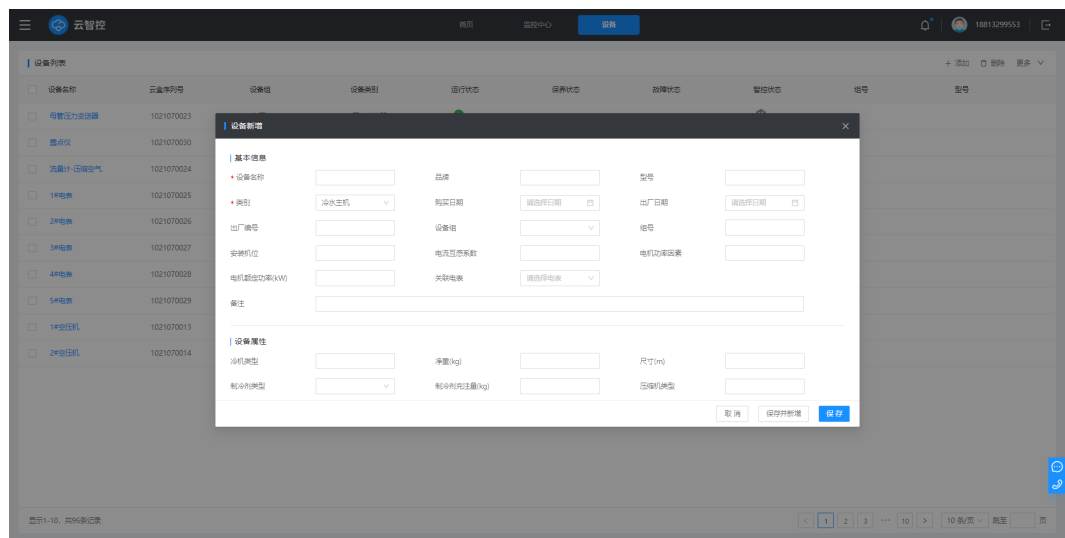 云智控 首页 监控中心 设备 18813299553
设备列表 + 添加 删除 更多
设备名称 云盒序列号 设备组 设备类别 运行状态 保养状态 故障状态 智控状态 组号 型号
母管压力变送器 1021070023
露点仪 1021070030
流量计-压缩空气 1021070024
1#电表 1021070025
2#电表 1021070026
3#电表 1021070027
4#电表 1021070028
5#电表 1021070029
1#空压机 1021070013
2#空压机 1021070014
设备新增
基本信息
* 设备名称 品牌 型号
* 类别 冷水主机 购买日期 请选择日期 出厂日期 请选择日期
出厂编号 设备组 组号
安装机位 电流互感系数 电机功率因素
电机额定功率(kW) 关联电表 请选择电表
备注
设备属性
冷机类型 净重(kg) 尺寸(m)
制冷剂类型 制冷剂充注量(kg) 压缩机类型
取 消 保存并新增 保 存
显示1-10, 共96条记录 < 1 2 3 ··· 10 > 10 条/页 跳至 页